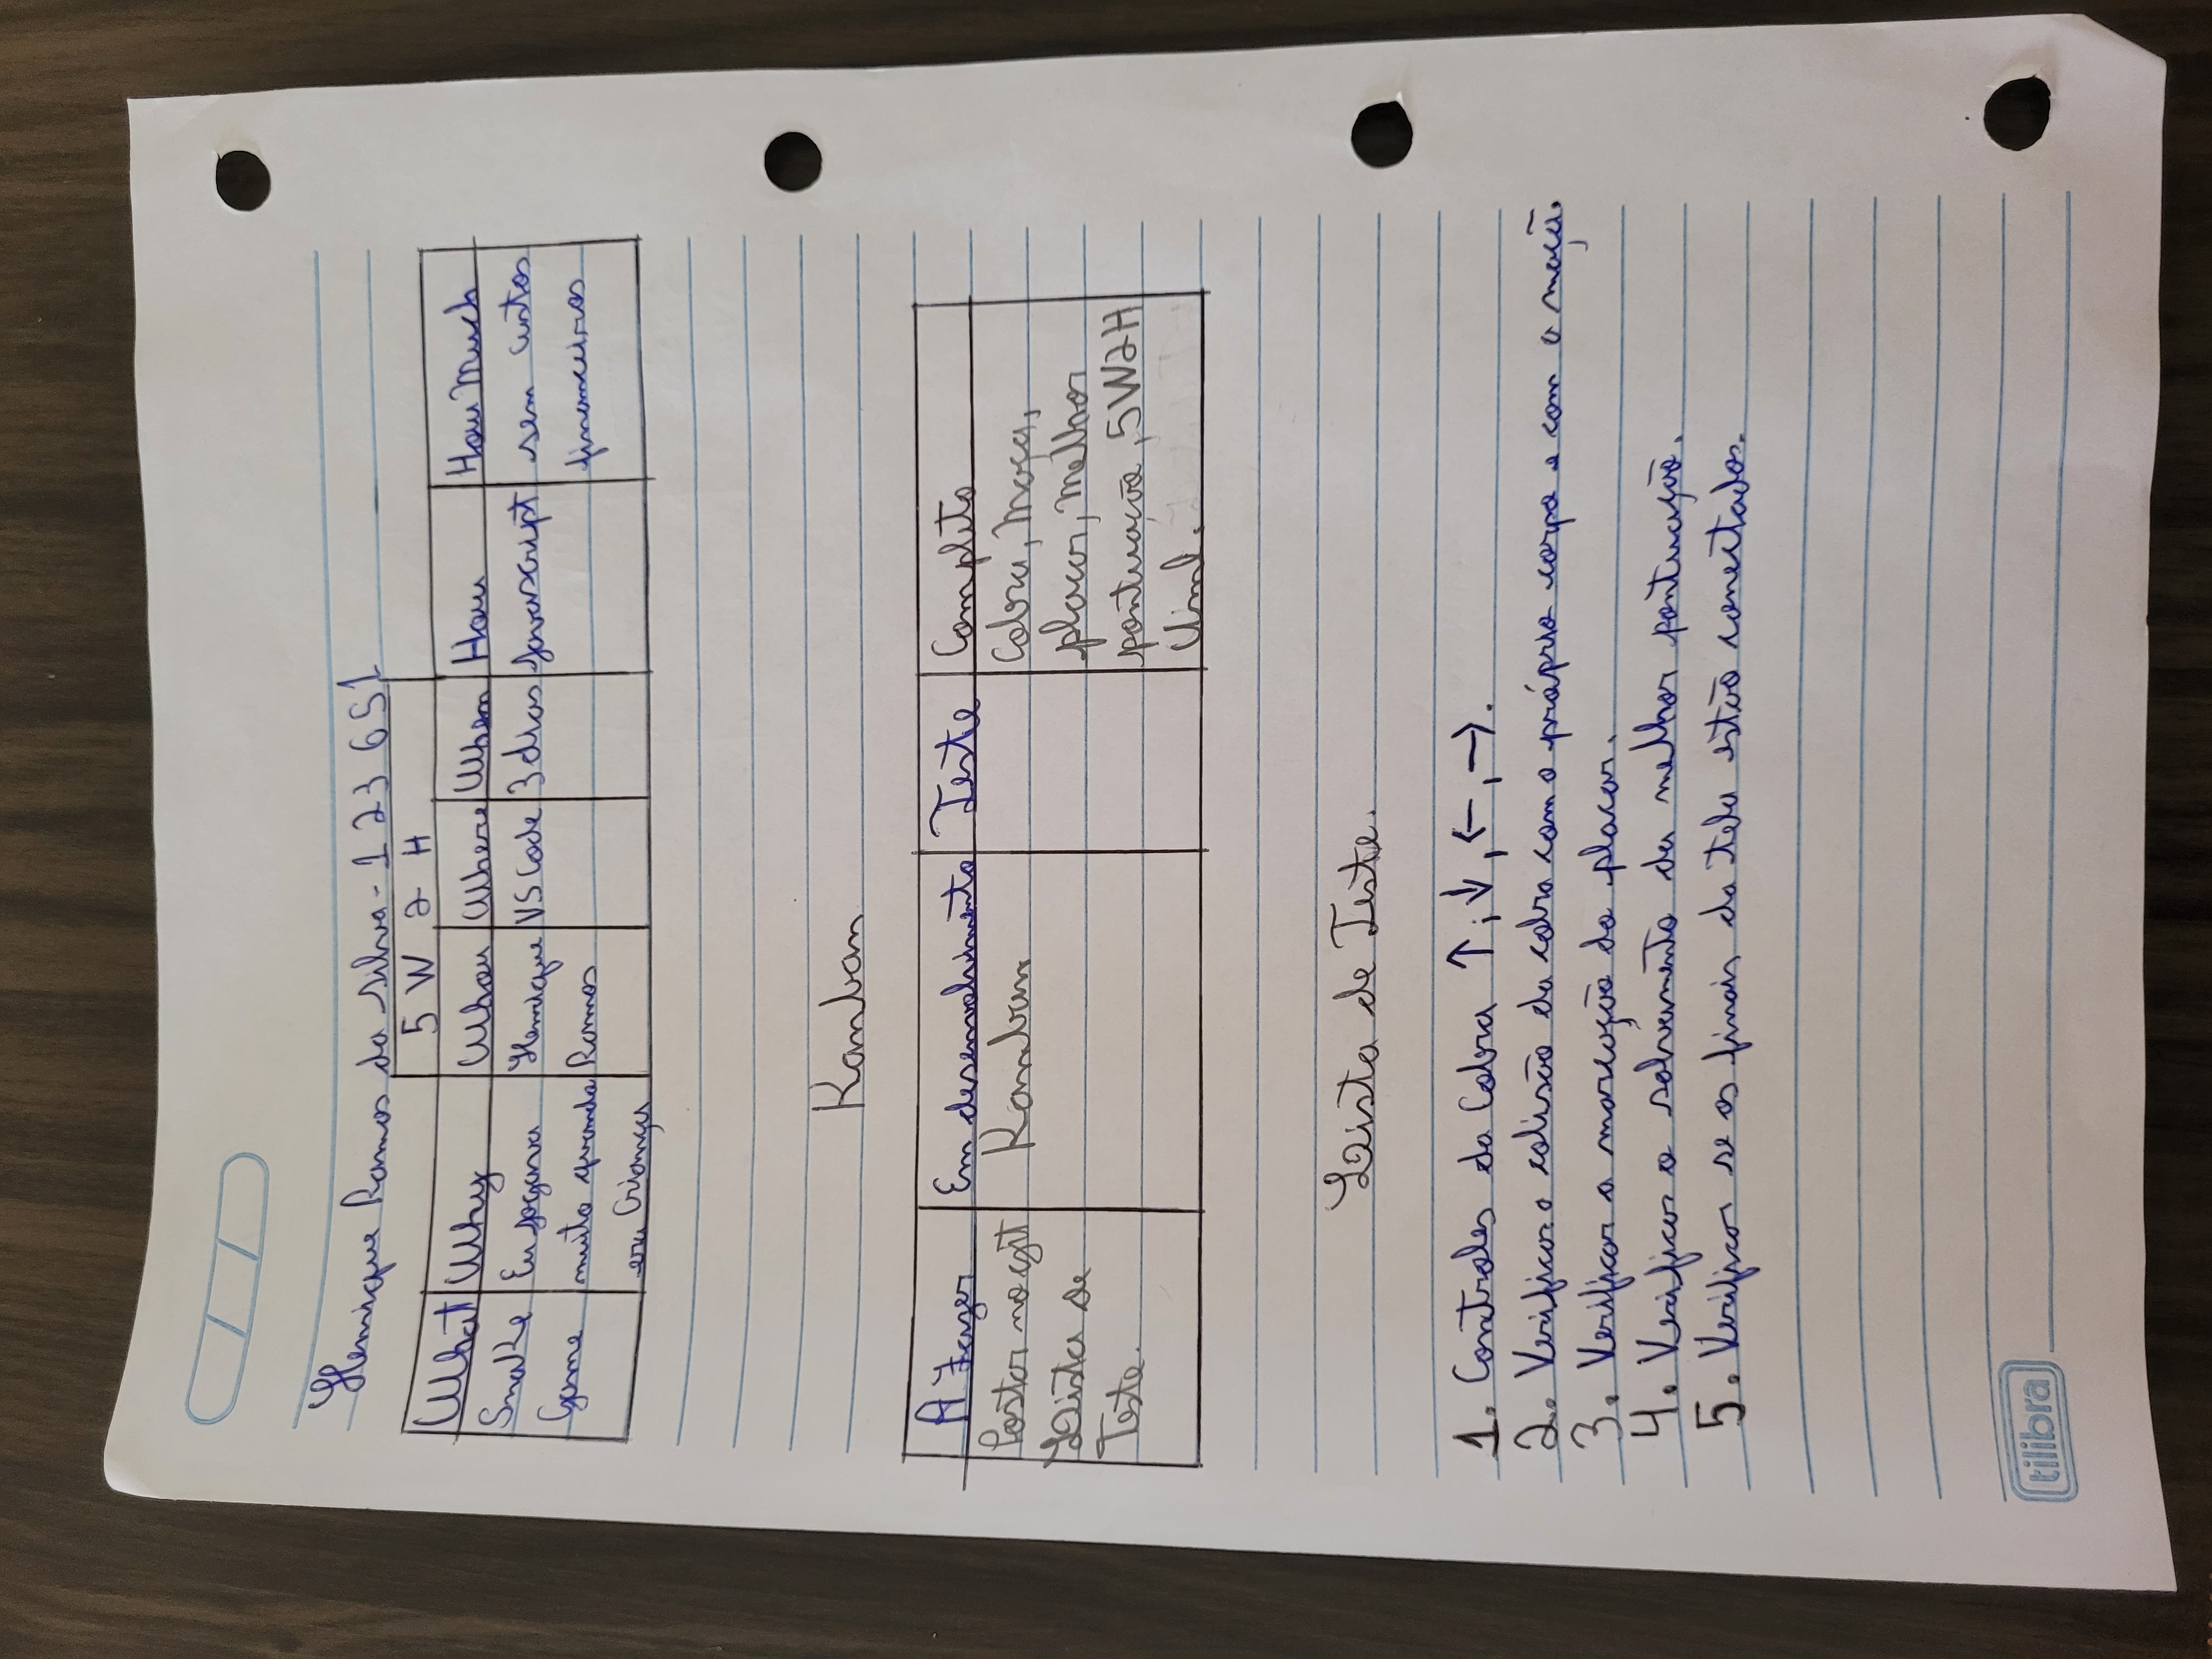 Henrique Ramos da Silva - 123651
5W2H
What Why Whou Where When How How Much
Snake Eu jogava Henrique VS Code 3 dias Javascript sem custos
Game muito quando Ramos financeiros
era Criança
Kanban
A Fazer Em desenvolvimento Teste Completo
Postar no git Kanban Cobra, Maça,
Lista de placar, Melhor
Teste. pontuação, 5W2H
Uml.
Lista de Teste.
1. Controles da Cobra ↑; ↓, ←, →.
2. Verificar a colisão da cobra com o próprio corpo e com a maçã.
3. Verificar a marcação do placar.
4. Verificar o salvamento da melhor pontuação.
5. Verificar se os finais da tela estão conectados.
tilibra